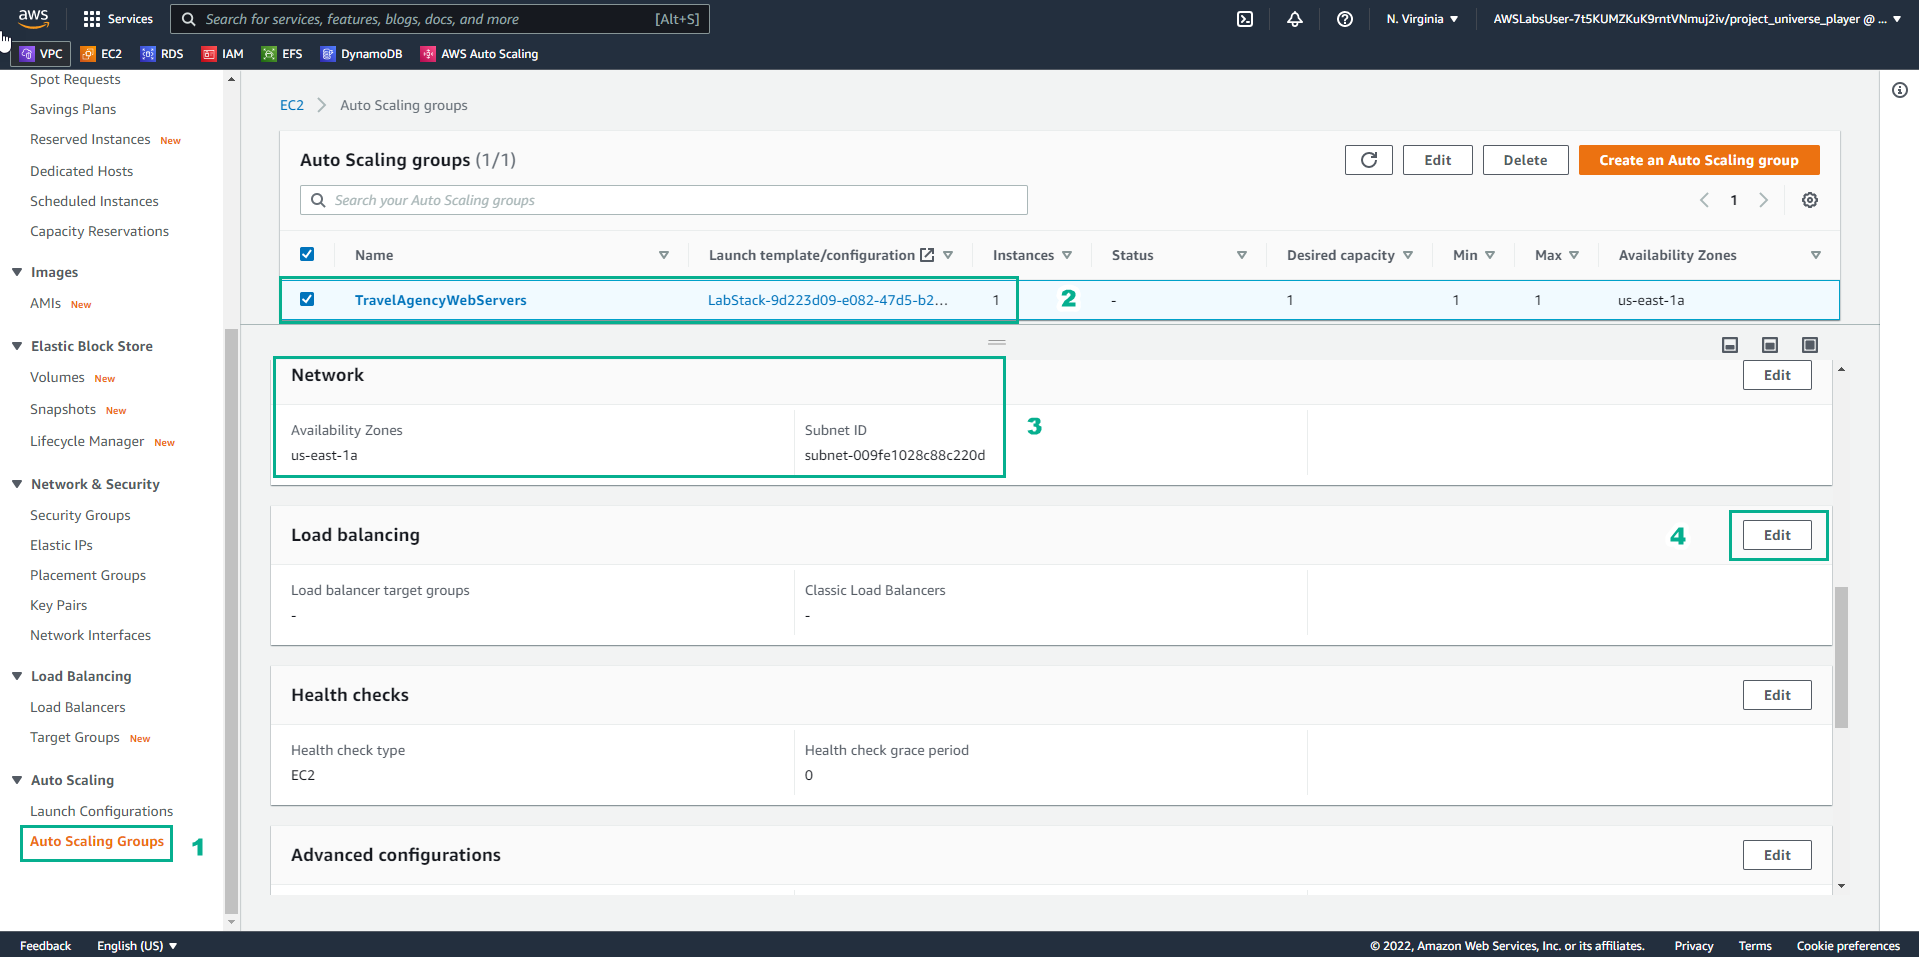 aws
Services
Search for services, features, blogs, docs, and more [Alt+S]
N. Virginia
AWSLabsUser-7t5KUMZKuK9rntVNmuj2iv/project_universe_player @ ...
VPC EC2 RDS IAM EFS DynamoDB AWS Auto Scaling
Spot Requests
Savings Plans
Reserved Instances New
Dedicated Hosts
Scheduled Instances
Capacity Reservations
Images
AMIs New
Elastic Block Store
Volumes New
Snapshots New
Lifecycle Manager New
Network & Security
Security Groups
Elastic IPs
Placement Groups
Key Pairs
Network Interfaces
Load Balancing
Load Balancers
Target Groups New
Auto Scaling
Launch Configurations
Auto Scaling Groups 1
EC2 Auto Scaling groups
Auto Scaling groups (1/1)
Edit Delete Create an Auto Scaling group
Search your Auto Scaling groups
1
Name Launch template/configuration Instances Status Desired capacity Min Max Availability Zones
TravelAgencyWebServers LabStack-9d223d09-e082-47d5-b2... 1 2 - 1 1 1 us-east-1a
Network Edit
Availability Zones Subnet ID 3
us-east-1a subnet-009fe1028c88c220d
Load balancing 4 Edit
Load balancer target groups Classic Load Balancers
- -
Health checks Edit
Health check type Health check grace period
EC2 0
Advanced configurations Edit
Feedback English (US) © 2022, Amazon Web Services, Inc. or its affiliates. Privacy Terms Cookie preferences